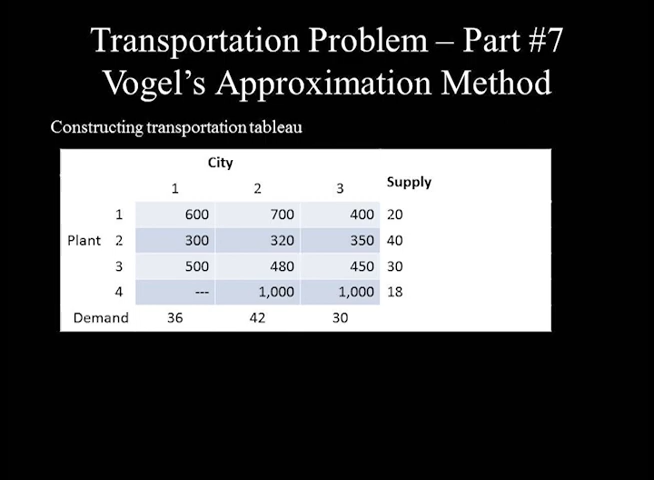 Transportation Problem – Part #7
Vogel's Approximation Method
Constructing transportation tableau
City
1 2 3 Supply
1 600 700 400 20
Plant 2 300 320 350 40
3 500 480 450 30
4 --- 1,000 1,000 18
Demand 36 42 30